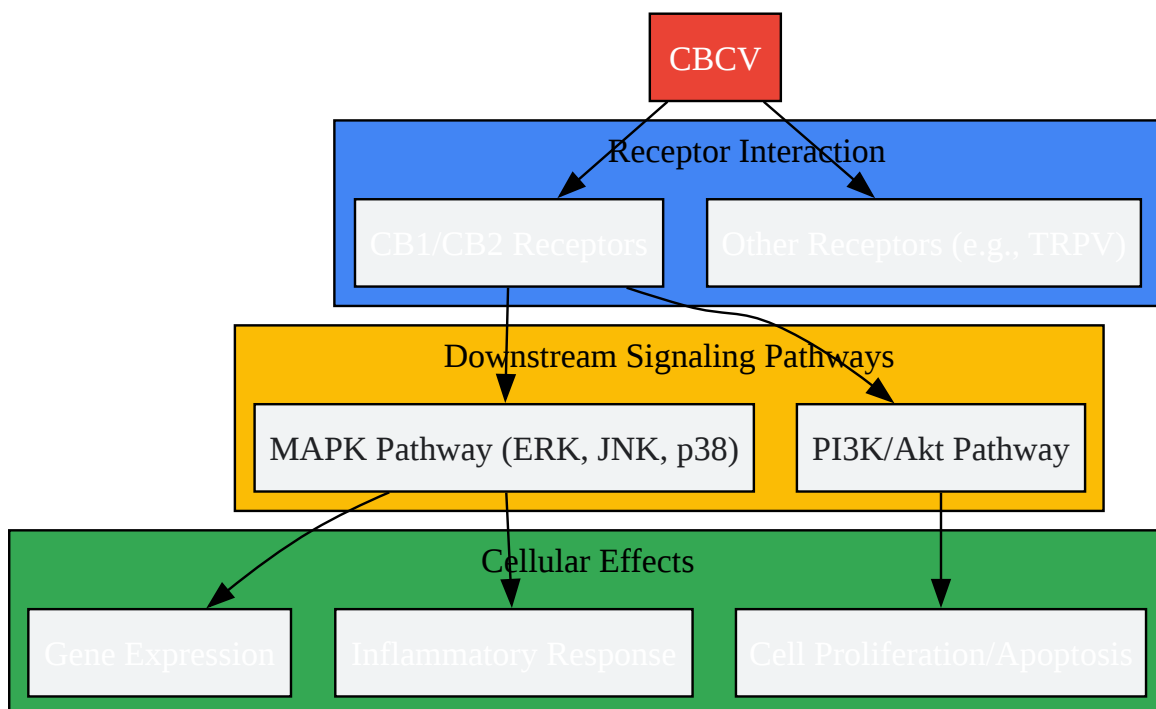 CBCV
Receptor Interaction
CB1/CB2 Receptors
Other Receptors (e.g., TRPV)
Downstream Signaling Pathways
MAPK Pathway (ERK, JNK, p38)
PI3K/Akt Pathway
Cellular Effects
Gene Expression
Inflammatory Response
Cell Proliferation/Apoptosis